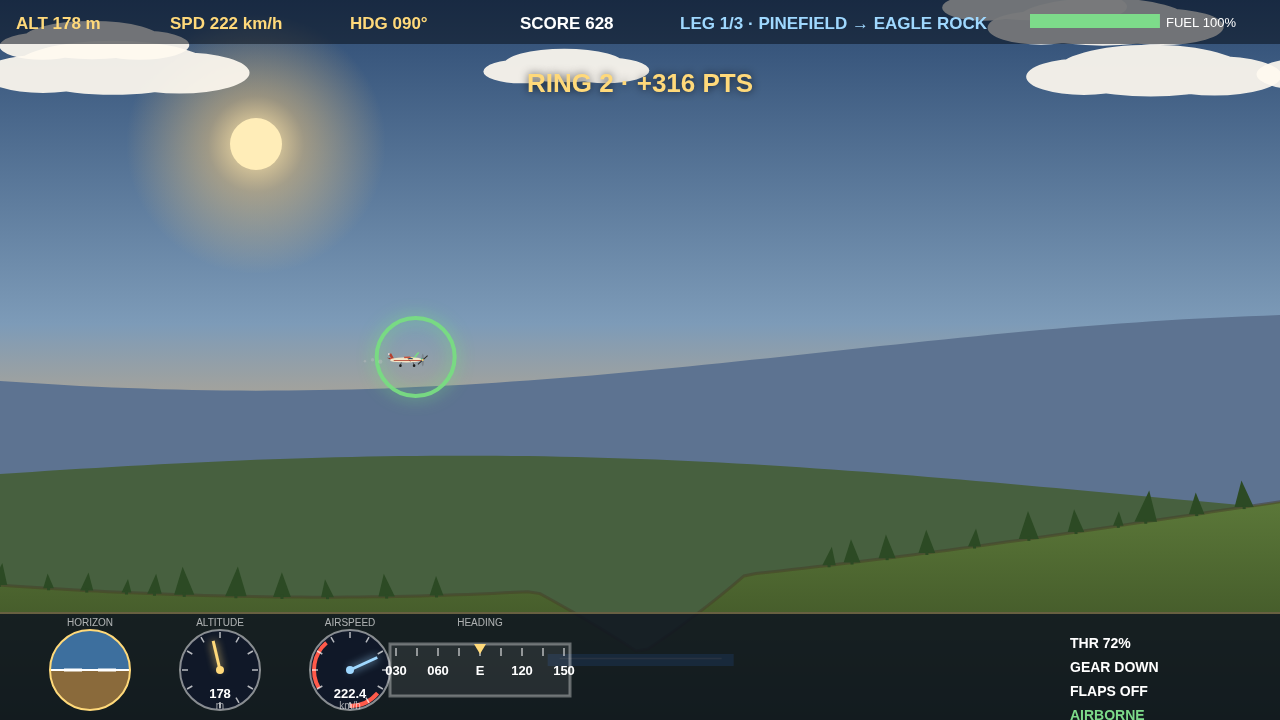 ALT 178 m SPD 222 km/h HDG 090° SCORE 628 LEG 1/3 · PINEFIELD → EAGLE ROCK FUEL 100%
RING 2 · +316 PTS
HORIZON ALTITUDE AIRSPEED HEADING
030 060 E 120 150
178 222.4
m km/h
THR 72%
GEAR DOWN
FLAPS OFF
AIRBORNE